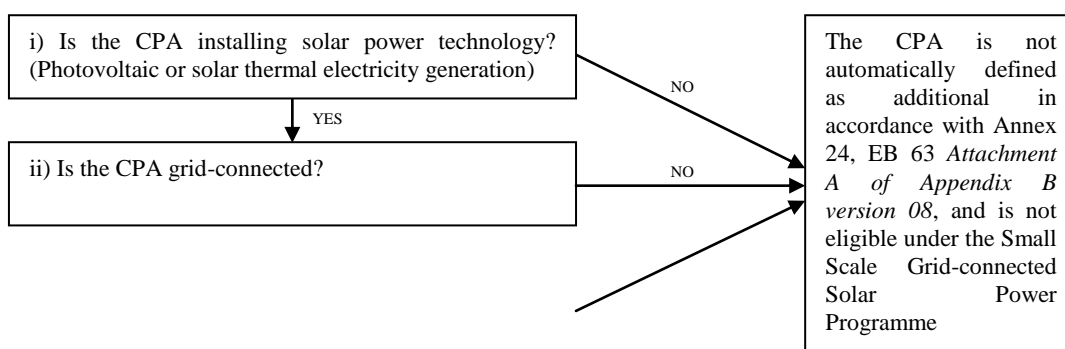 i) Is the CPA installing solar power technology?
(Photovoltaic or solar thermal electricity generation)
NO
YES
ii) Is the CPA grid-connected?
NO
The CPA is not
automatically defined
as additional in
accordance with Annex
24, EB 63 Attachment
A of Appendix B
version 08, and is not
eligible under the Small
Scale Grid-connected
Solar Power
Programme